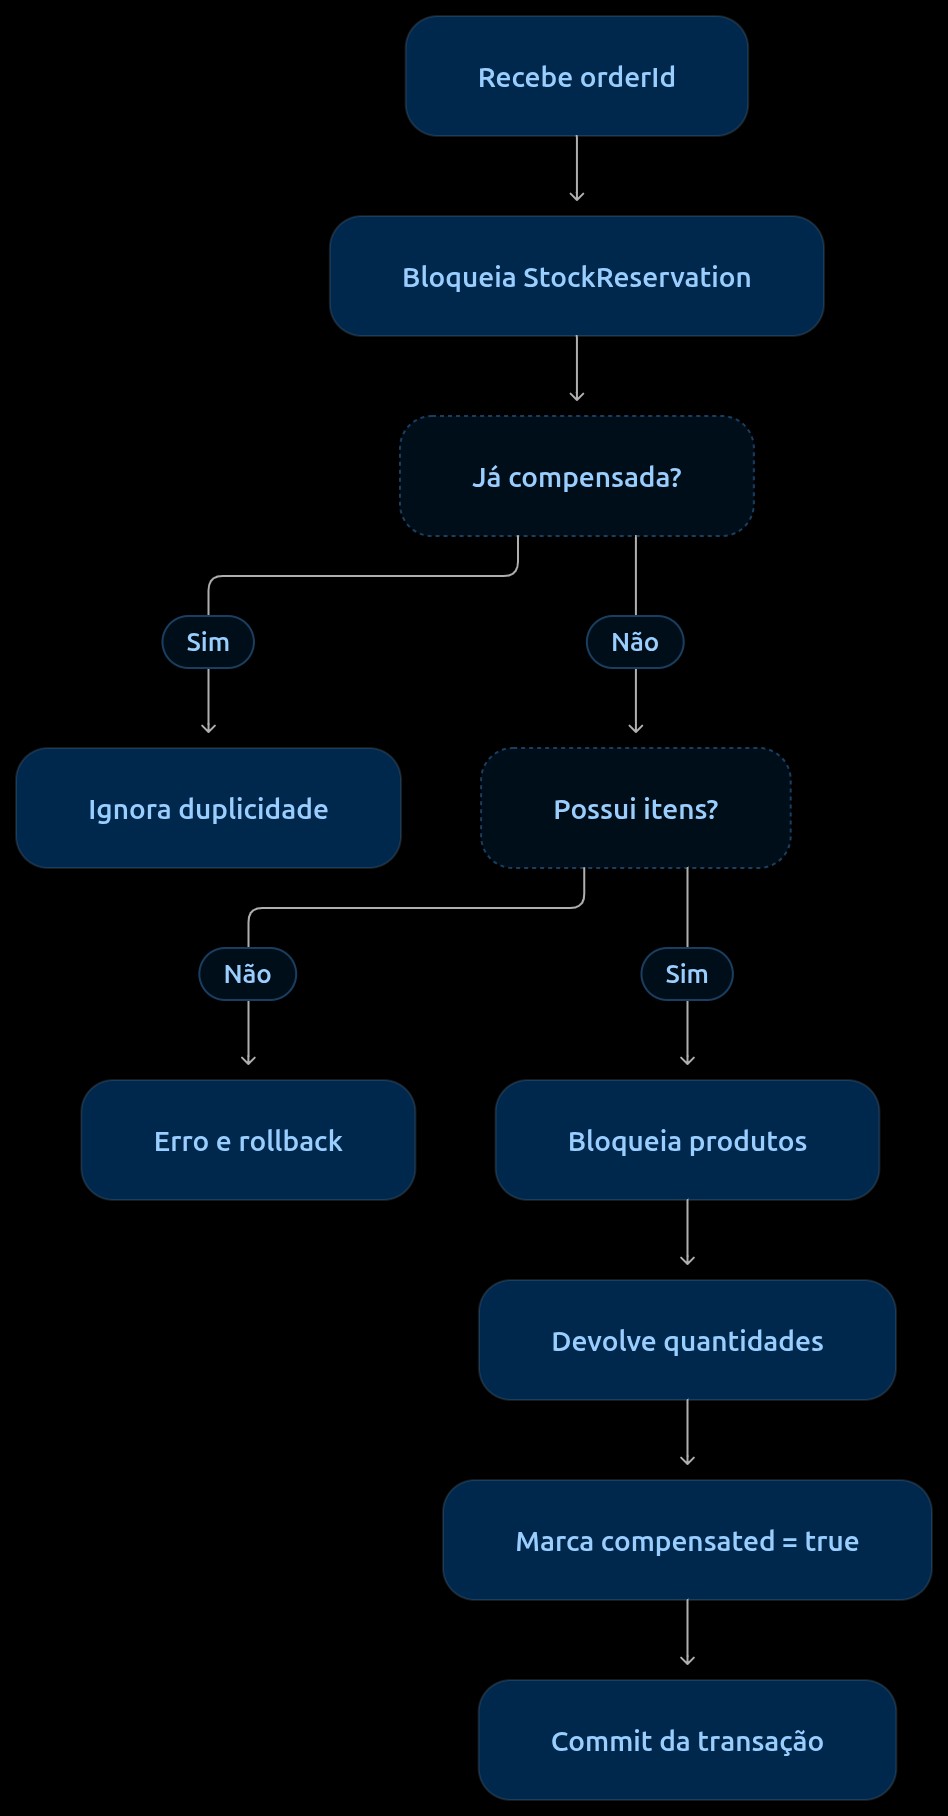 Recebe orderId
Bloqueia StockReservation
Já compensada?
Sim
Não
Ignora duplicidade
Possui itens?
Não
Sim
Erro e rollback
Bloqueia produtos
Devolve quantidades
Marca compensated = true
Commit da transação